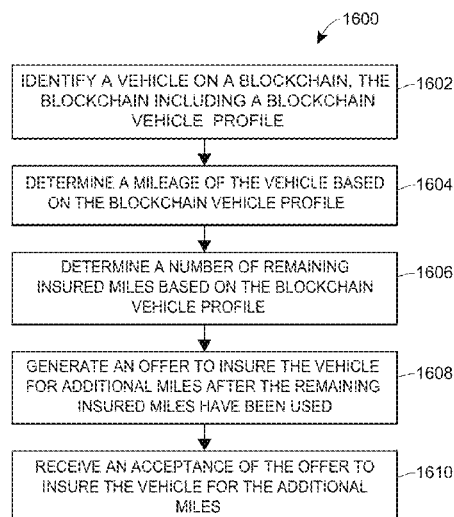 1600
IDENTIFY A VEHICLE ON A BLOCKCHAIN, THE
BLOCKCHAIN INCLUDING A BLOCKCHAIN
VEHICLE PROFILE
1602
DETERMINE A MILEAGE OF THE VEHICLE BASED
ON THE BLOCKCHAIN VEHICLE PROFILE
1604
DETERMINE A NUMBER OF REMAINING
INSURED MILES BASED ON THE BLOCKCHAIN
VEHICLE PROFILE
1606
GENERATE AN OFFER TO INSURE THE VEHICLE
FOR ADDITIONAL MILES AFTER THE REMAINING
INSURED MILES HAVE BEEN USED
1608
RECEIVE AN ACCEPTANCE OF THE OFFER TO
INSURE THE VEHICLE FOR THE ADDITIONAL
MILES
1610